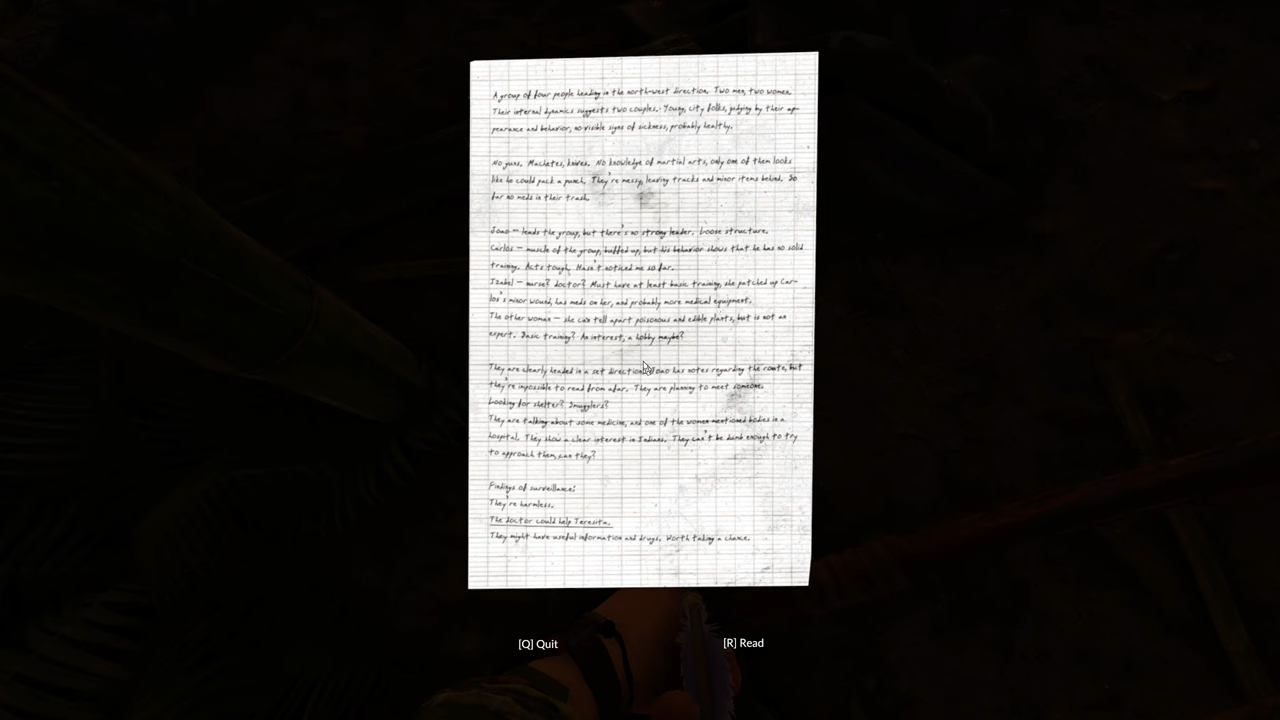 A group of four people heading in the north-west direction. Two men, two women.
Their internal dynamics suggests two couples. Young, city folks, judging by their ap-
pearance and behavior, no visible signs of sickness, probably healthy.
No guns. Machetes, knives. No knowledge of martial arts, only one of them looks
like he could pack a punch. They're messy, leaving tracks and minor items behind. So
far no meds in their trash.
Joao – leads the group, but there's no strong leader. Loose structure.
Carlos – muscle of the group, buffed up, but his behavior shows that he has no solid
training. Acts tough. Hasn't noticed me so far.
Izabel – nurse? doctor? Must have at least basic training, she patched up Car-
los's minor wound, has meds on her, and probably more medical equipment.
The other woman – she can tell apart poisonous and edible plants, but is not an
expert. Basic training? An interest, a hobby maybe?
They are clearly headed in a set direction. Joao has notes regarding the route, but
they're impossible to read from afar. They are planning to meet someone.
Looking for shelter? Smugglers?
They are talking about some medicine, and one of the women mentioned bodies in a
hospital. They show a clear interest in Indians. They can't be dumb enough to try
to approach them, can they?
Findings of surveillance:
They're harmless.
The doctor could help Teresita.
They might have useful information and drugs. Worth taking a chance.
[Q] Quit
[R] Read